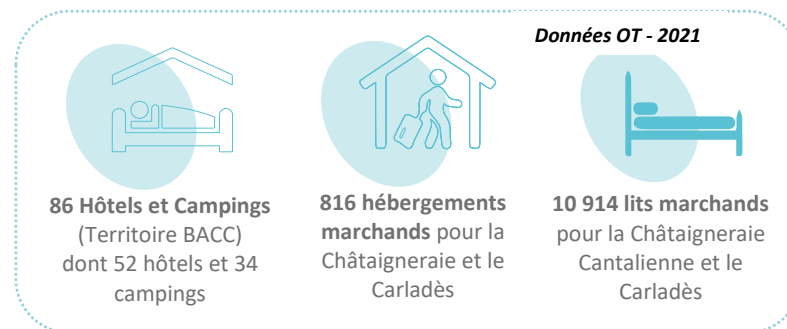 Données OT - 2021
86 Hôtels et Campings
(Territoire BACC)
dont 52 hôtels et 34
campings
816 hébergements
marchands pour la
Châtaigneraie et le
Carladès
10 914 lits marchands
pour la Châtaigneraie
Cantalienne et le
Carladès